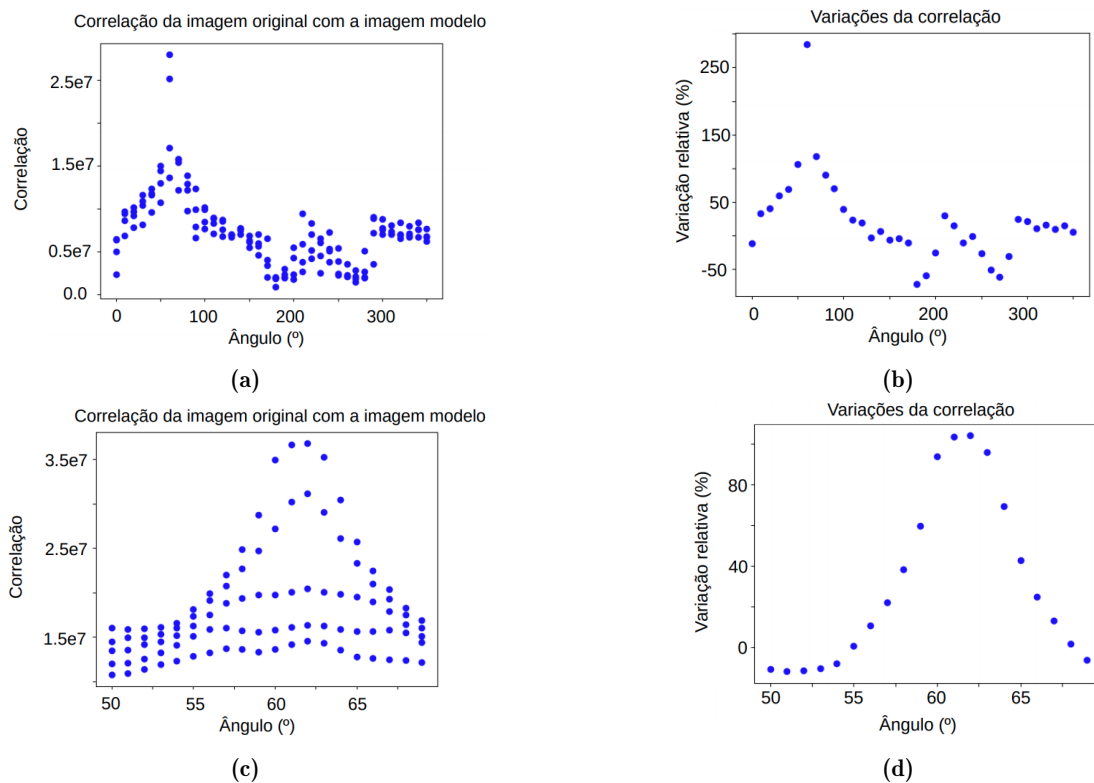 Correlação da imagem original com a imagem modelo
Correlação
2.5e7
1.5e7
0.5e7
0.0
0 100 200 300
Ângulo (º)
(a)
Variações da correlação
Variação relativa (%)
250
150
50
-50
0 100 200 300
Ângulo (º)
(b)
Correlação da imagem original com a imagem modelo
Correlação
3.5e7
2.5e7
1.5e7
50 55 60 65
Ângulo (º)
(c)
Variações da correlação
Variação relativa (%)
80
40
0
50 55 60 65
Ângulo (º)
(d)